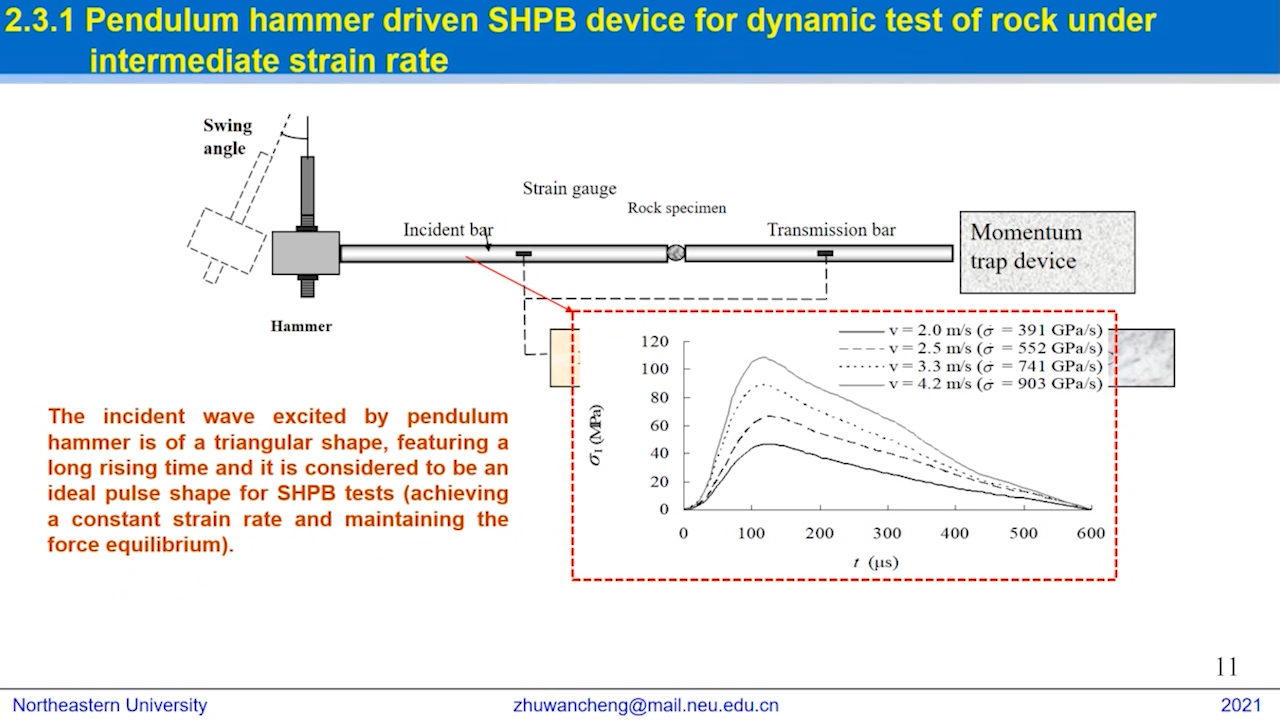 2.3.1 Pendulum hammer driven SHPB device for dynamic test of rock under
intermediate strain rate
Swing
angle
Strain gauge
Rock specimen
Incident bar
Transmission bar
Momentum
trap device
Hammer
The incident wave excited by pendulum
hammer is of a triangular shape, featuring a
long rising time and it is considered to be an
ideal pulse shape for SHPB tests (achieving
a constant strain rate and maintaining the
force equilibrium).
v = 2.0 m/s (σ̇ = 391 GPa/s)
v = 2.5 m/s (σ̇ = 552 GPa/s)
v = 3.3 m/s (σ̇ = 741 GPa/s)
v = 4.2 m/s (σ̇ = 903 GPa/s)
120
100
80
60
40
20
0
σI (MPa)
0 100 200 300 400 500 600
t (μs)
11
Northeastern University zhuwancheng@mail.neu.edu.cn 2021